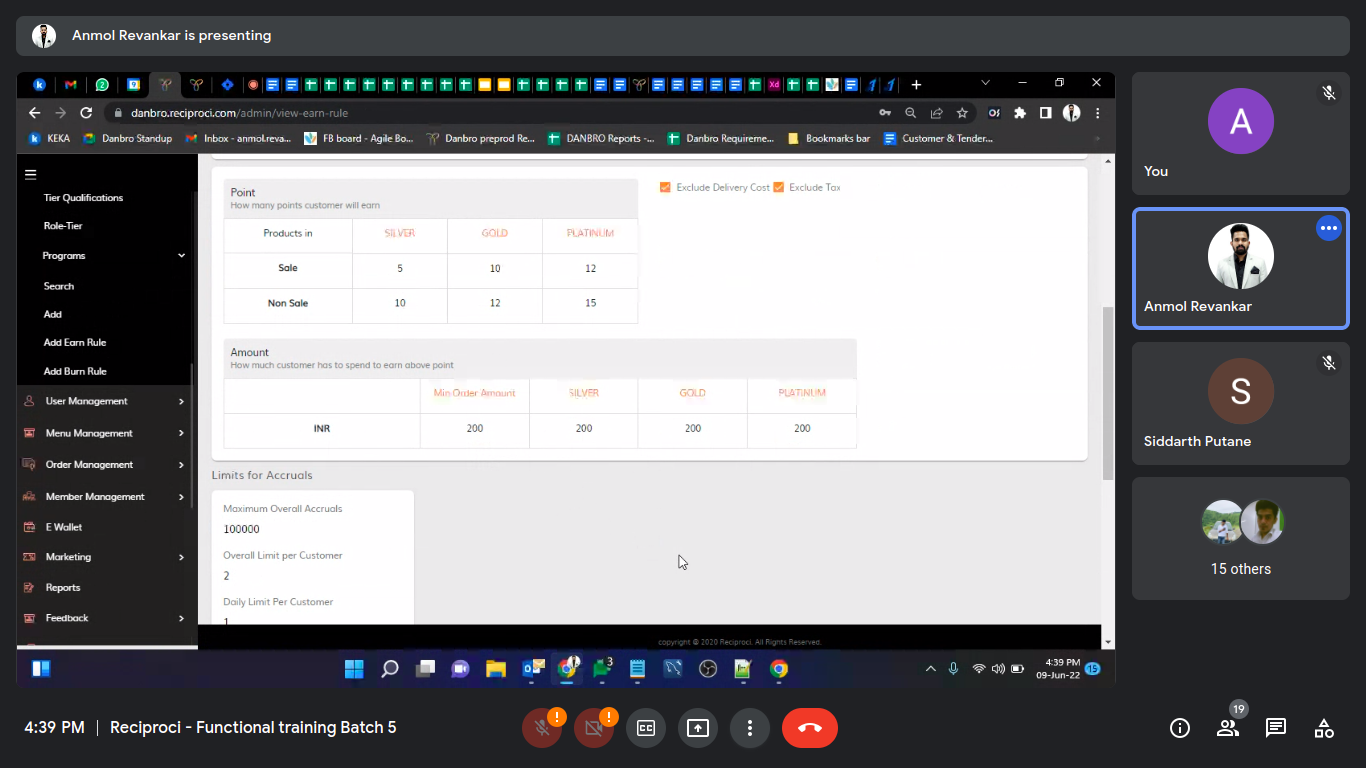 Anmol Revankar is presenting
danbro.reciproci.com/admin/view-earn-rule
KEKA
Danbro Standup
Inbox - anmol.reva...
FB board - Agile Bo...
Danbro preprod Re...
DANBRO Reports -...
Danbro Requireme...
Bookmarks bar
Customer & Tender...
Tier Qualifications
Role-Tier
Programs
Search
Add
Add Earn Rule
Add Burn Rule
User Management
Menu Management
Order Management
Member Management
E Wallet
Marketing
Reports
Feedback
Point
How many points customer will earn
Products in SILVER GOLD PLATINUM
Sale 5 10 12
Non Sale 10 12 15
Exclude Delivery Cost Exclude Tax
Amount
How much customer has to spend to earn above point
Min Order Amount SILVER GOLD PLATINUM
INR 200 200 200 200
Limits for Accruals
Maximum Overall Accruals
100000
Overall Limit per Customer
2
Daily Limit Per Customer
1
copyright @ 2020 Reciproci. All Rights Reserved.
3
4:39 PM
09-Jun-22
15
A
You
Anmol Revankar
S
Siddarth Putane
15 others
4:39 PM | Reciproci - Functional training Batch 5
19